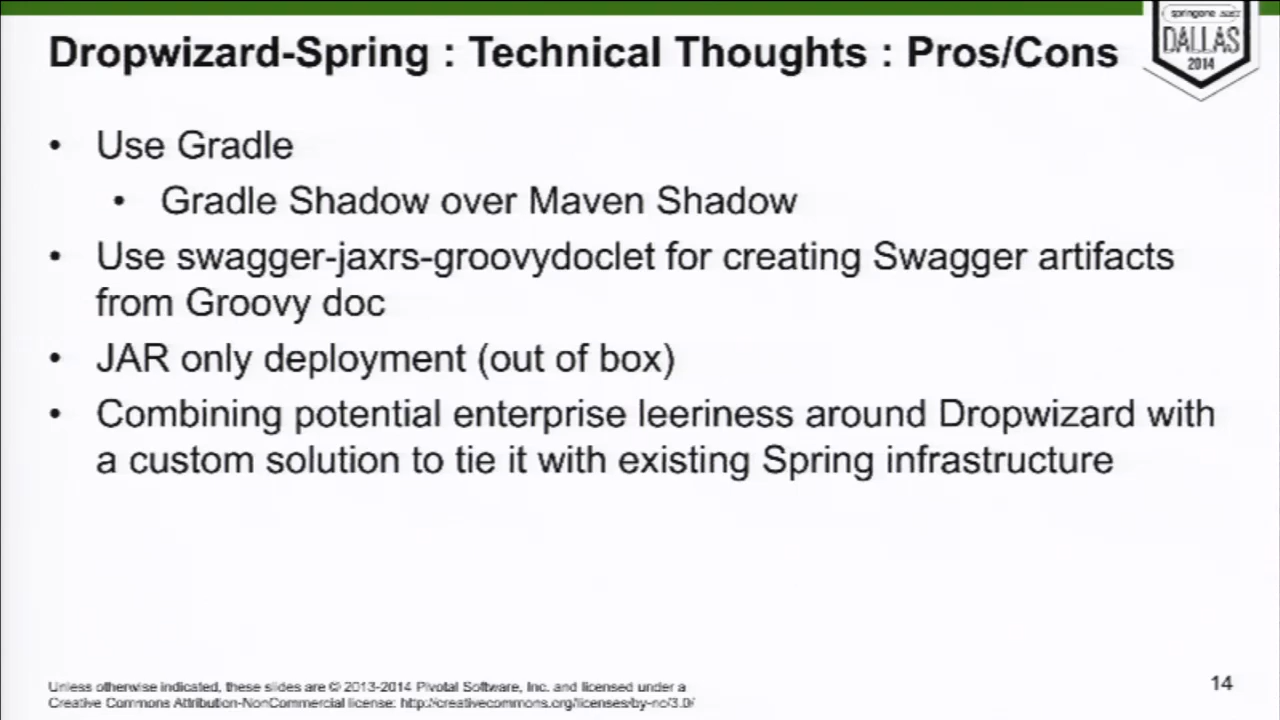 springone 2GX
DALLAS
2014
Dropwizard-Spring : Technical Thoughts : Pros/Cons
• Use Gradle
• Gradle Shadow over Maven Shadow
• Use swagger-jaxrs-groovydoclet for creating Swagger artifacts
from Groovy doc
• JAR only deployment (out of box)
• Combining potential enterprise leeriness around Dropwizard with
a custom solution to tie it with existing Spring infrastructure
Unless otherwise indicated, these slides are © 2013-2014 Pivotal Software, Inc. and licensed under a
Creative Commons Attribution-NonCommercial license: http://creativecommons.org/licenses/by-nc/3.0/
14